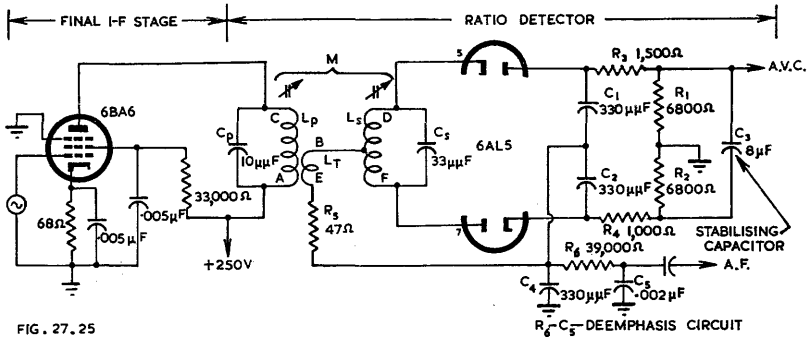 FINAL I-F STAGE
RATIO DETECTOR
M
6BA6
C
Lp
Cp
10μμF
A
B
LT
E
Ls
D
Cs
33μμF
F
5
6AL5
7
R3 1,500Ω
A.V.C.
C1
330μμF
R1
6800Ω
C3
8μF
C2
330μμF
R2
6800Ω
R4 1,000Ω
STABILISING
CAPACITOR
33,000Ω
.005μF
68Ω
.005μF
+250V
R5
47Ω
R6 39,000Ω
A.F.
C4
330μμF
C5
.002μF
R6-C5-DEEMPHASIS CIRCUIT
FIG. 27.25